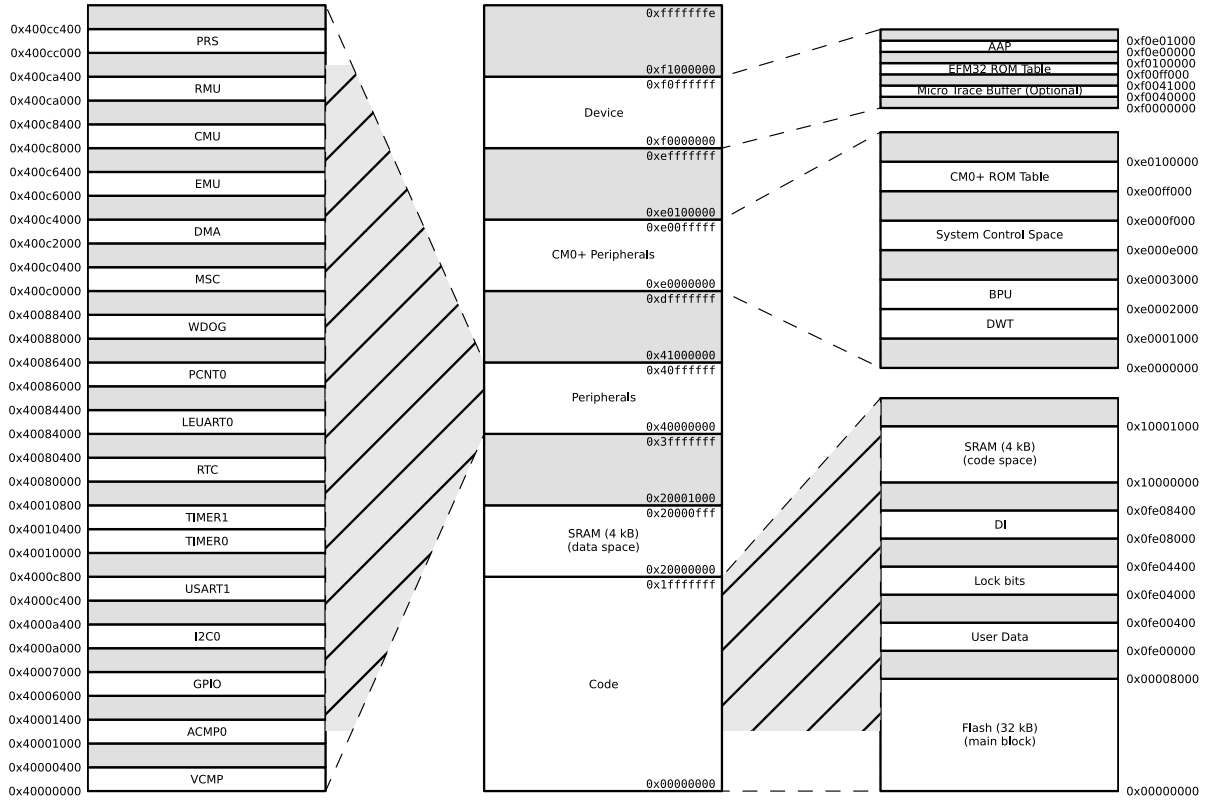 0x400cc400
PRS
0x400cc000
0x400ca400
RMU
0x400ca000
0x400c8400
CMU
0x400c8000
0x400c6400
EMU
0x400c6000
0x400c4000
DMA
0x400c2000
0x400c0400
MSC
0x400c0000
0x40088400
WDOG
0x40088000
0x40086400
PCNT0
0x40086000
0x40084400
LEUART0
0x40084000
0x40080400
RTC
0x40080000
0x40010800
TIMER1
0x40010400
TIMER0
0x40010000
0x4000c800
USART1
0x4000c400
0x4000a400
I2C0
0x4000a000
0x40007000
GPIO
0x40006000
0x40001400
ACMP0
0x40001000
0x40000400
VCMP
0x40000000
0xfffffffe
0xf1000000
0xf0ffffff
Device
0xf0000000
0xefffffff
0xe0100000
0xe00fffff
CM0+ Peripherals
0xe0000000
0xdfffffff
0x41000000
0x40ffffff
Peripherals
0x40000000
0x3fffffff
0x20001000
0x20000fff
SRAM (4 kB)
(data space)
0x20000000
0x1fffffff
Code
0x00000000
0xf0e01000
AAP
0xf0e00000
0xf0100000
EFM32 ROM Table
0xf00ff000
0xf0041000
Micro Trace Buffer (Optional)
0xf0040000
0xf0000000
0xe0100000
CM0+ ROM Table
0xe00ff000
0xe000f000
System Control Space
0xe000e000
0xe0003000
BPU
0xe0002000
DWT
0xe0001000
0xe0000000
0x10001000
SRAM (4 kB)
(code space)
0x10000000
0x0fe08400
DI
0x0fe08000
0x0fe04400
Lock bits
0x0fe04000
0x0fe00400
User Data
0x0fe00000
0x00008000
Flash (32 kB)
(main block)
0x00000000